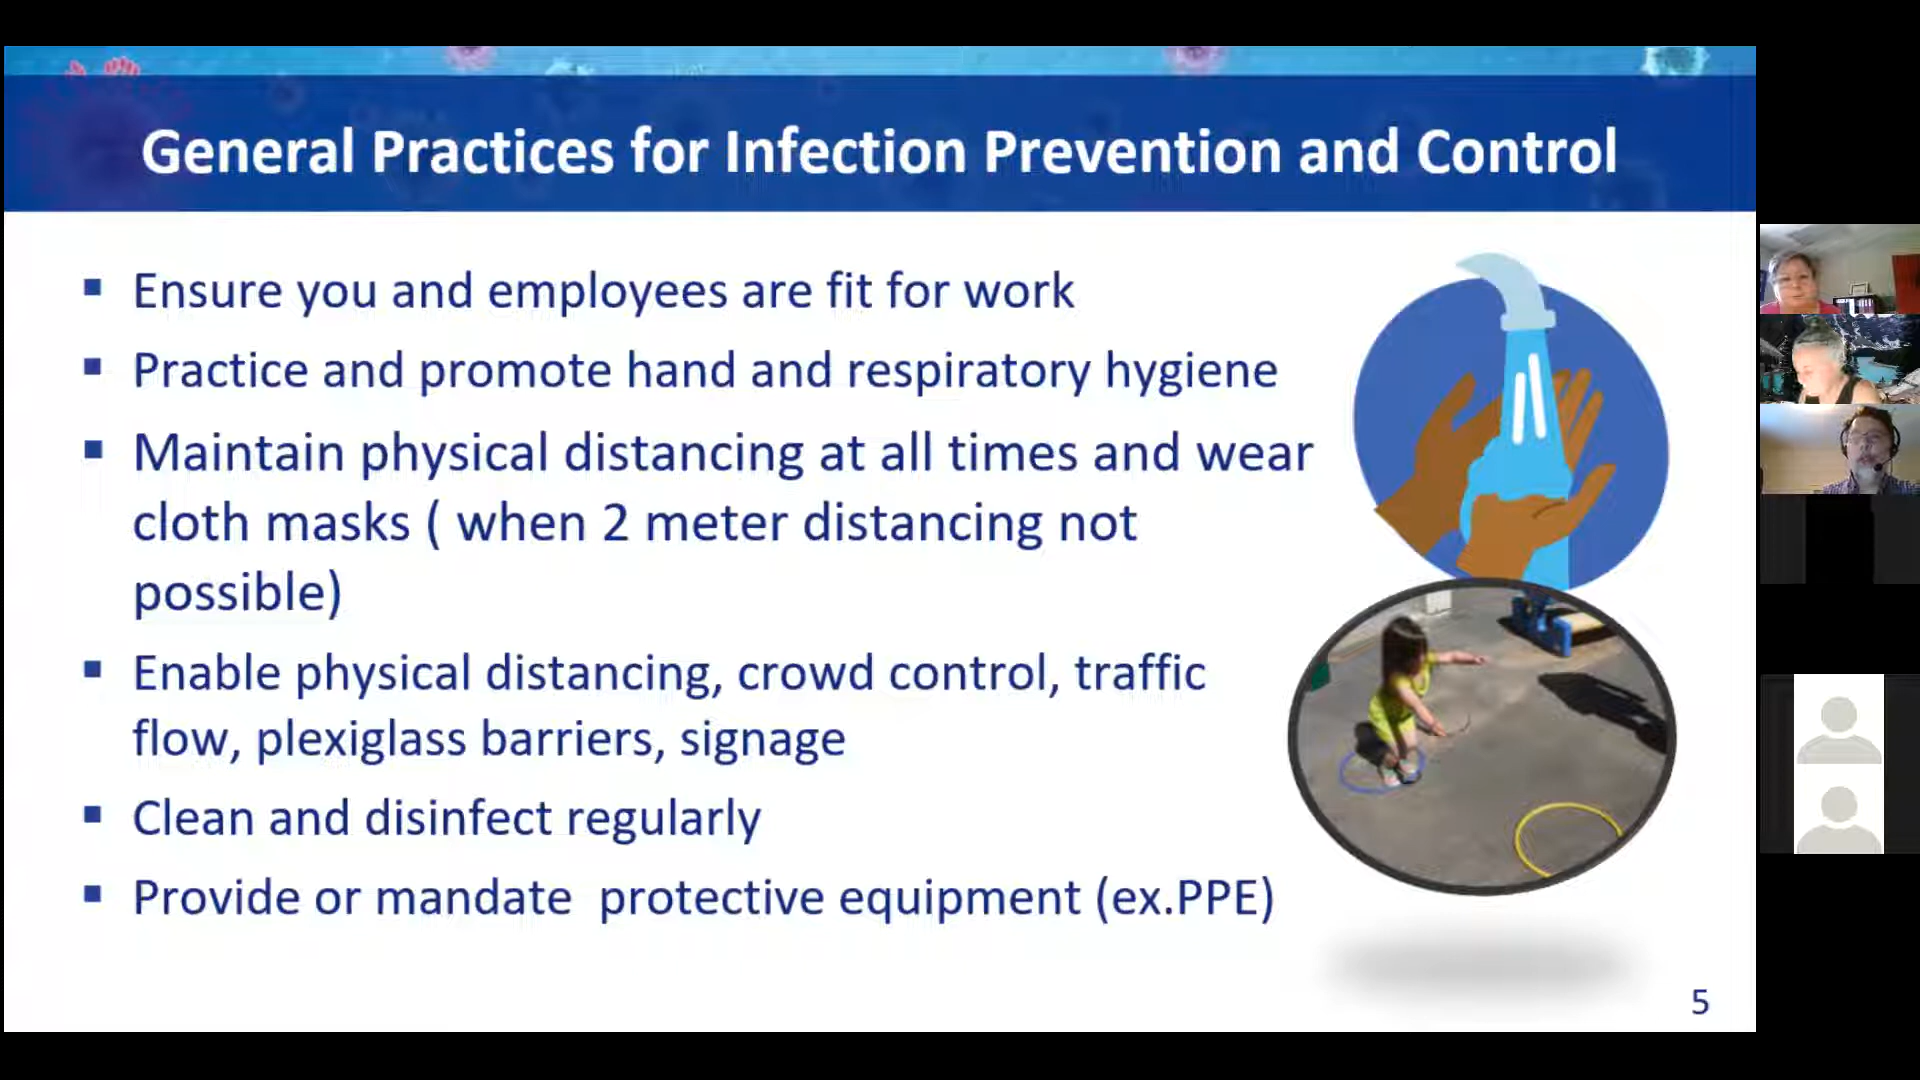 General Practices for Infection Prevention and Control
▪ Ensure you and employees are fit for work
▪ Practice and promote hand and respiratory hygiene
▪ Maintain physical distancing at all times and wear
cloth masks ( when 2 meter distancing not
possible)
▪ Enable physical distancing, crowd control, traffic
flow, plexiglass barriers, signage
▪ Clean and disinfect regularly
▪ Provide or mandate  protective equipment (ex.PPE)
5